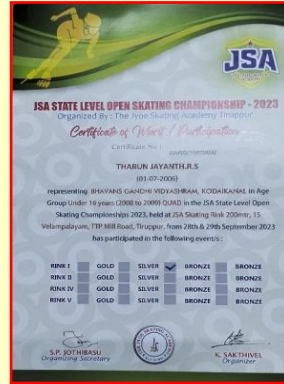 JSA
JSA STATE LEVEL OPEN SKATING CHAMPIONSHIP - 2023
Organized By : The Jyoe Skating Academy Tiruppur
Certificate of Merit / Participation
Certificate No :
THARUN JAYANTH.R.S
(01-07-2006)
representing BHAVANS GANDHI VIDYASHRAM, KODAIKANAL in Age
Group Under 16 years (2008 to 2009) QUAD in the JSA State Level Open
Skating Championships 2023, held at JSA Skating Rink 200mtr, 15
Velampalayam, TTP Mill Road, Tiruppur, from 28th & 29th September 2023
has participated in the following event/s :
RINK I GOLD SILVER BRONZE BRONZE
RINK II GOLD SILVER BRONZE BRONZE
RINK IV GOLD SILVER BRONZE BRONZE
RINK V GOLD SILVER BRONZE BRONZE
S.P. JOTHIBASU
Organizing Secretary
K. SAKTHIVEL
Organizer